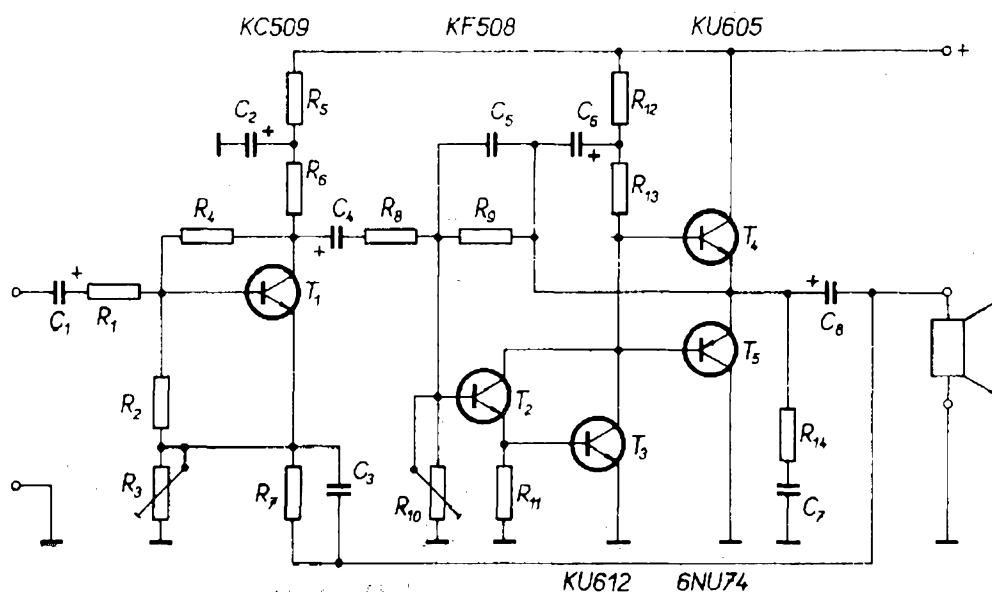 KC509 KF508 KU605
+
R5
C2 +
R12
C5 C6 +
R6
R13
R4
C4 R8 R9
+
T4
+
C1 R1
T1
+
C8
T5
R2
T2
R14
T3
R3 R7 C3
R10 R11
C7
KU612 6NU74